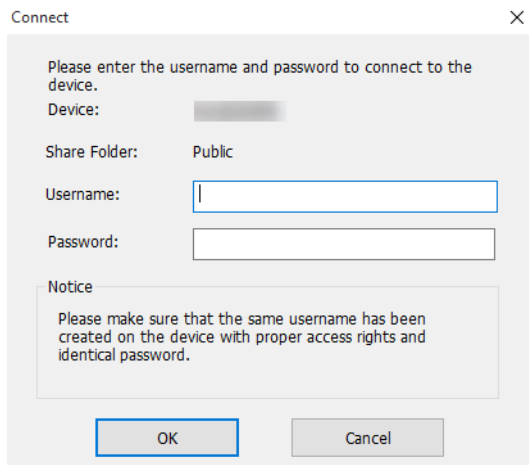 Connect
Please enter the username and password to connect to the
device.
Device:
Share Folder: Public
Username:
Password:
Notice
Please make sure that the same username has been
created on the device with proper access rights and
identical password.
OK Cancel